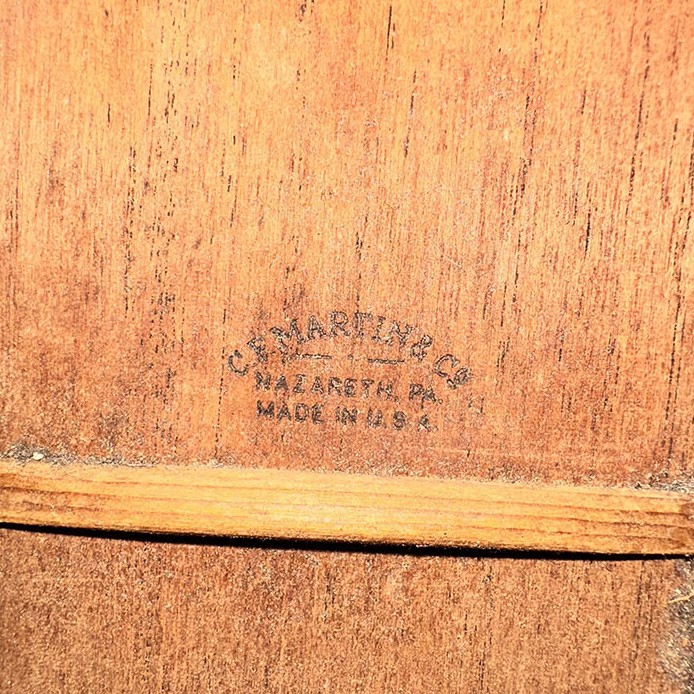 C.F. MARTIN & CO.
NAZARETH, PA.
MADE IN U.S.A.